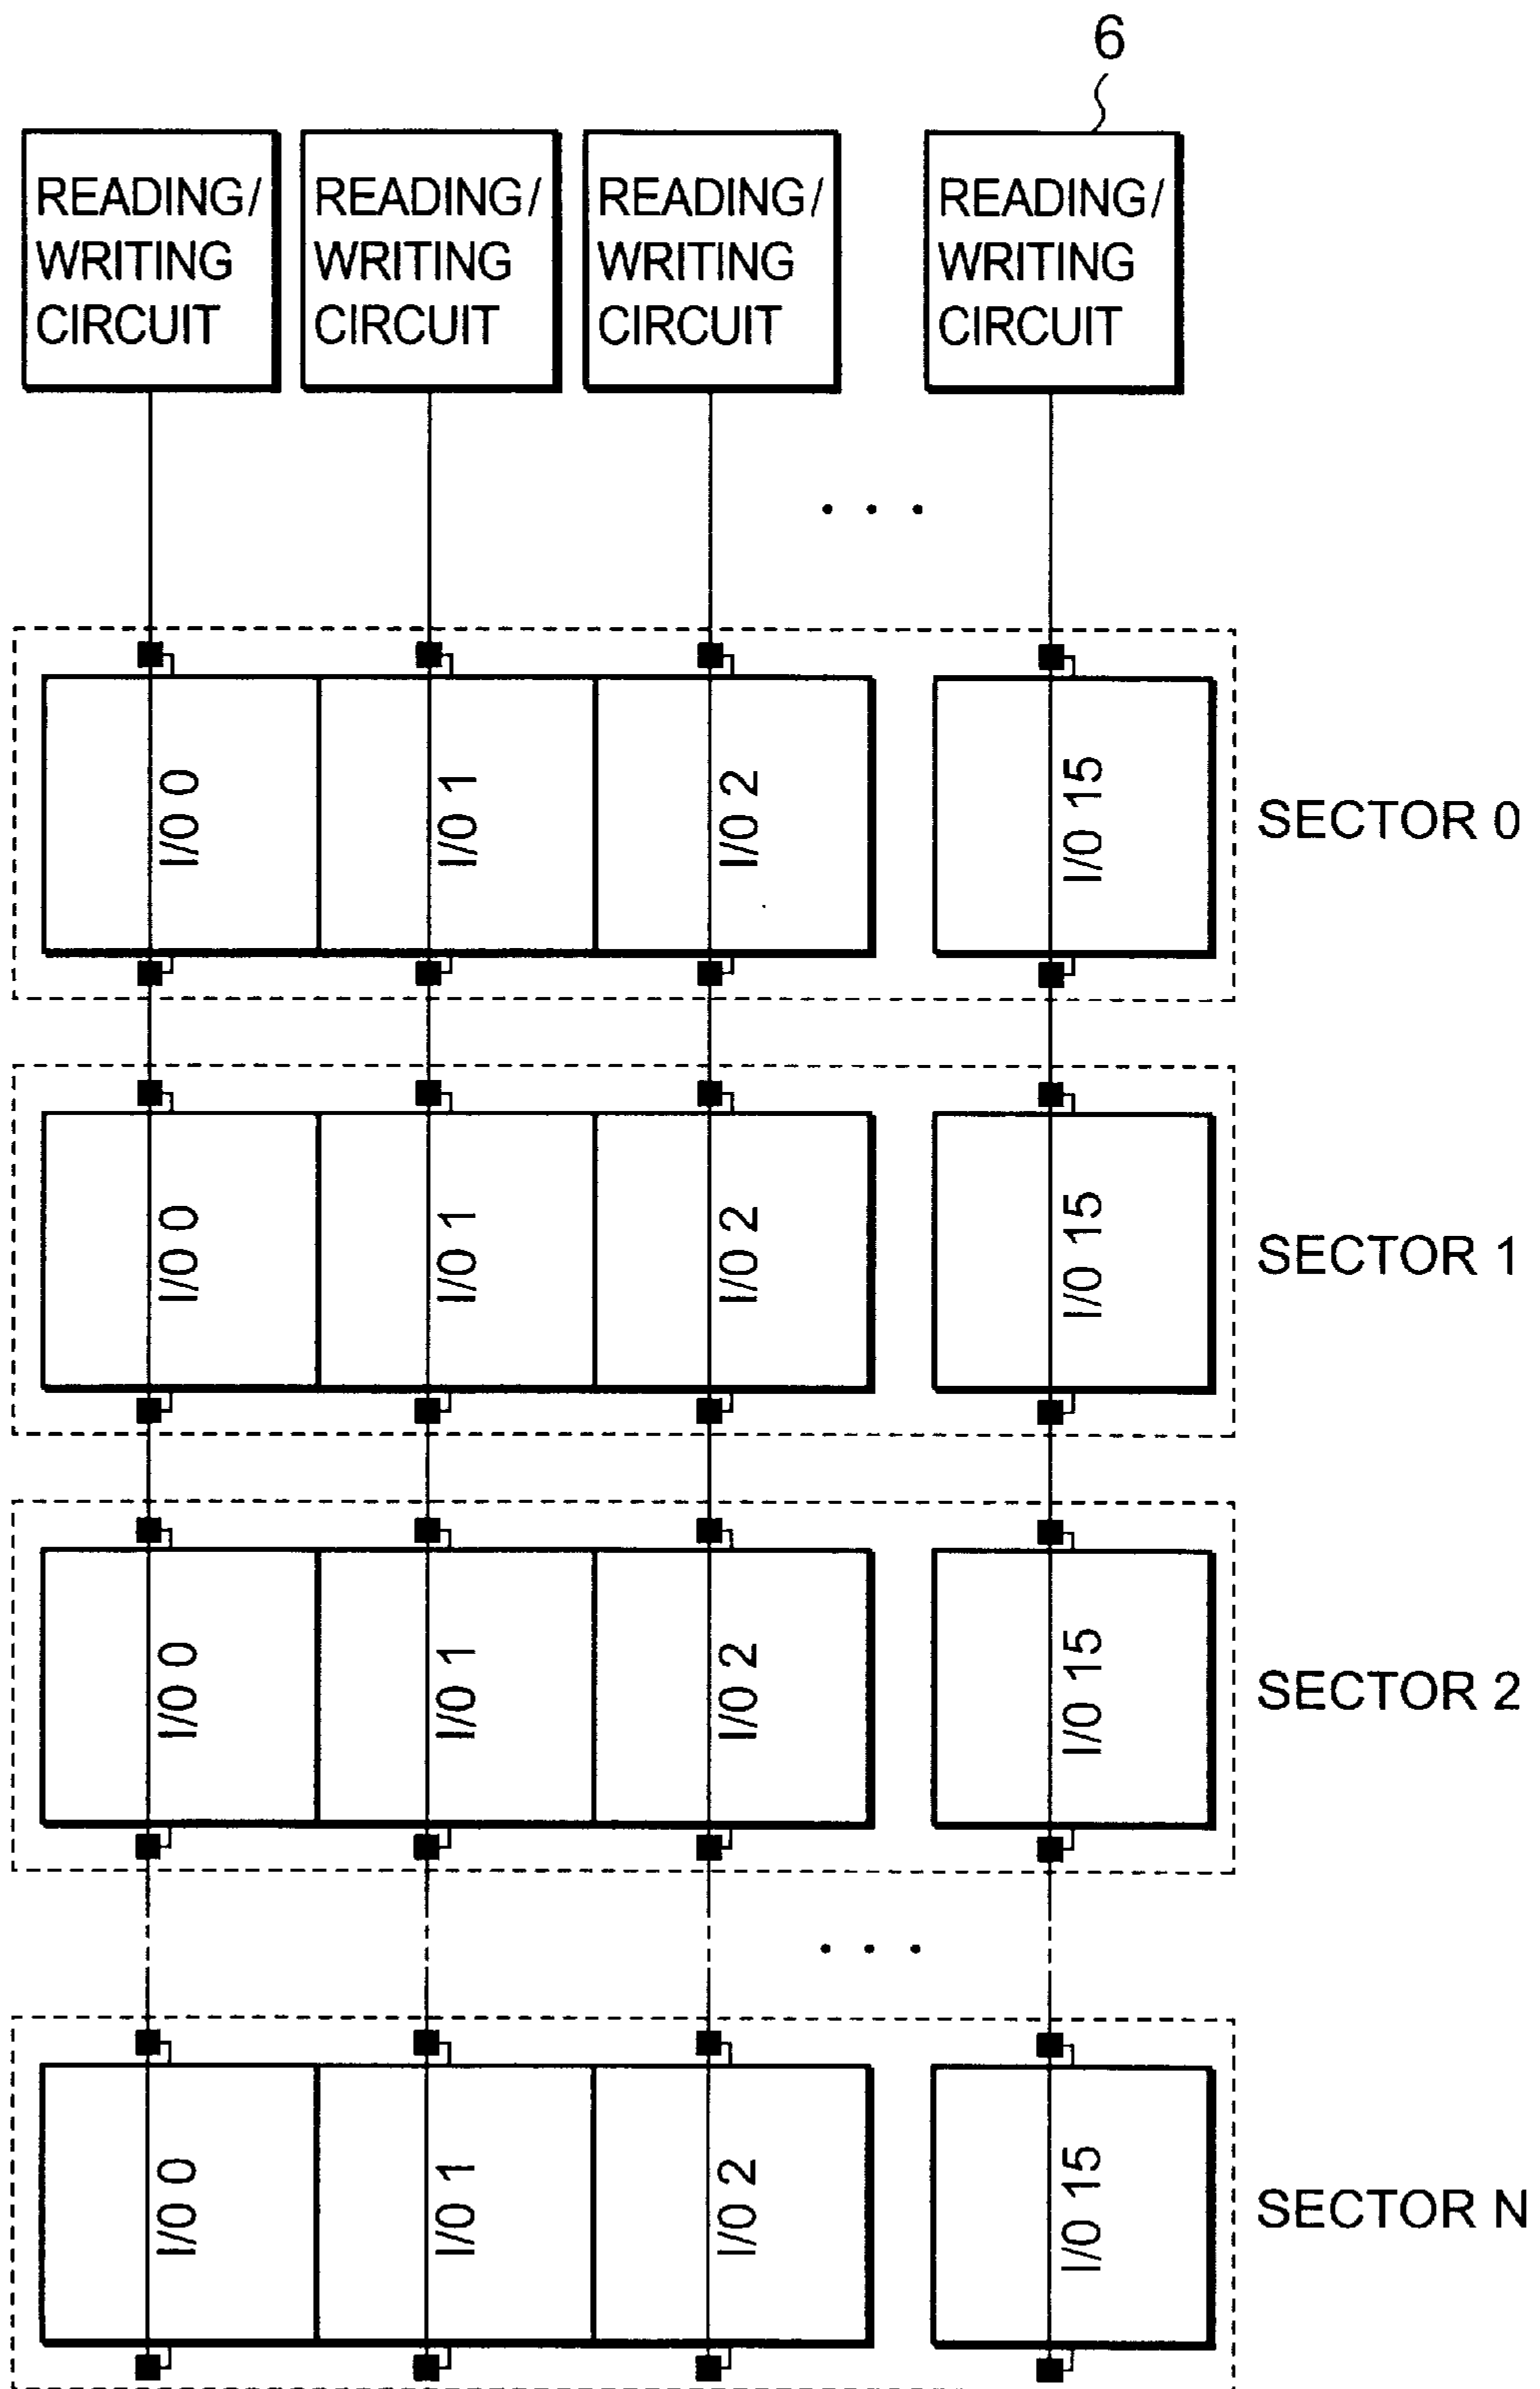 6
READING/
WRITING
CIRCUIT
READING/
WRITING
CIRCUIT
READING/
WRITING
CIRCUIT
READING/
WRITING
CIRCUIT
. . .
I/0 0
I/0 1
I/0 2
I/0 15
SECTOR 0
I/0 0
I/0 1
I/0 2
I/0 15
SECTOR 1
I/0 0
I/0 1
I/0 2
I/0 15
SECTOR 2
. . .
I/0 0
I/0 1
I/0 2
I/0 15
SECTOR N